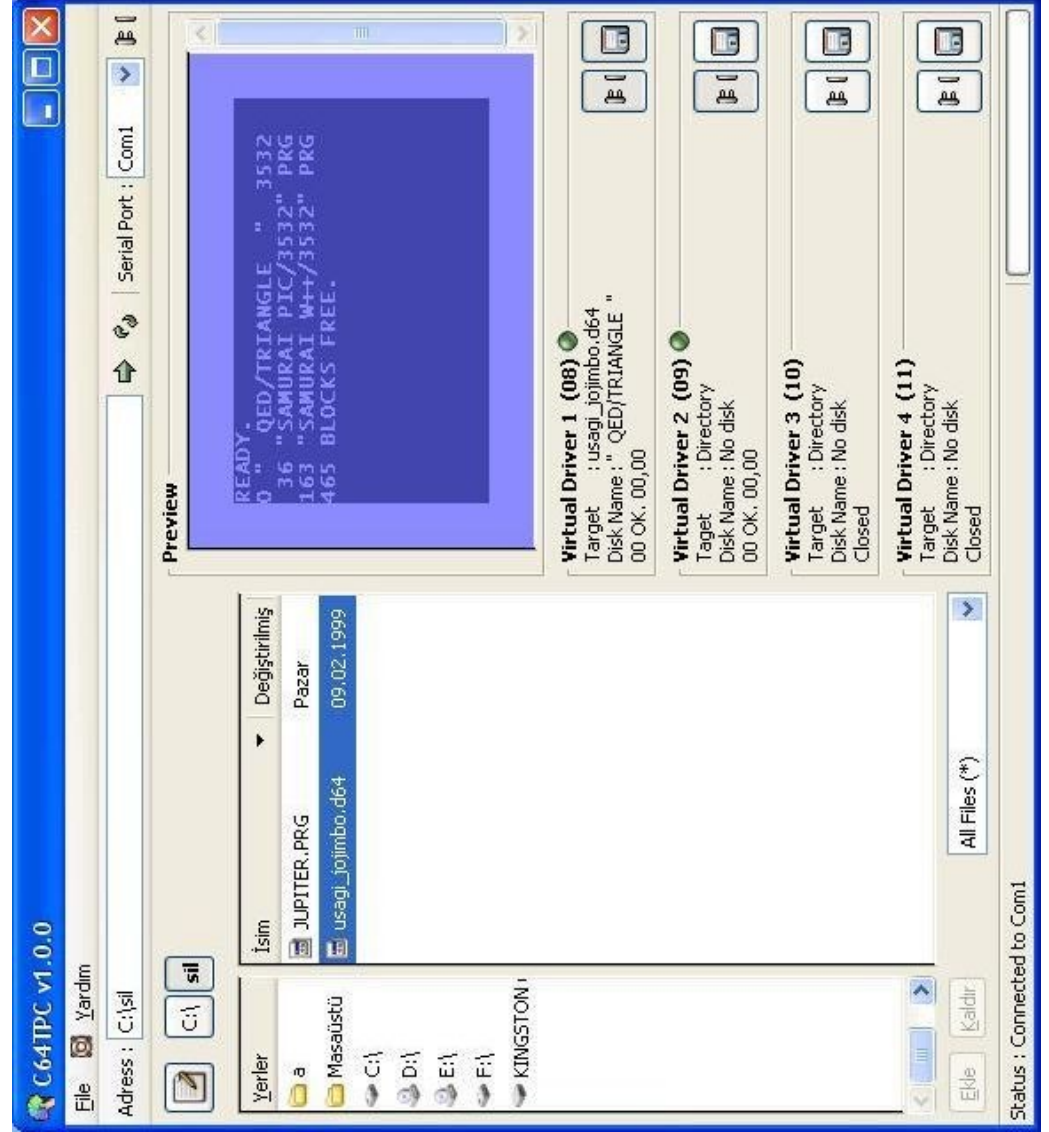 C64TPC v1.0.0
File Yardım
Adress : C:\sil Serial Port : Com1
C:\ sil
Yerler
a
Masaüstü
C:\
D:\
E:\
F:\
KINGSTON
İsim Değiştirilmiş
JUPITER.PRG Pazar
usagi_jojimbo.d64 09.02.1999
Ekle Kaldır
All Files (*)
Preview
READY.
0 " QED/TRIANGLE " 3532
36 "SAMURAI PIC/3532" PRG
163 "SAMURAI W++/3532" PRG
465 BLOCKS FREE.
Virtual Driver 1 (08)
Target : usagi_jojimbo.d64
Disk Name : " QED/TRIANGLE "
00 OK. 00,00
Virtual Driver 2 (09)
Taget : Directory
Disk Name : No disk
00 OK. 00,00
Virtual Driver 3 (10)
Target : Directory
Disk Name : No disk
Closed
Virtual Driver 4 (11)
Target : Directory
Disk Name : No disk
Closed
Status : Connected to Com1